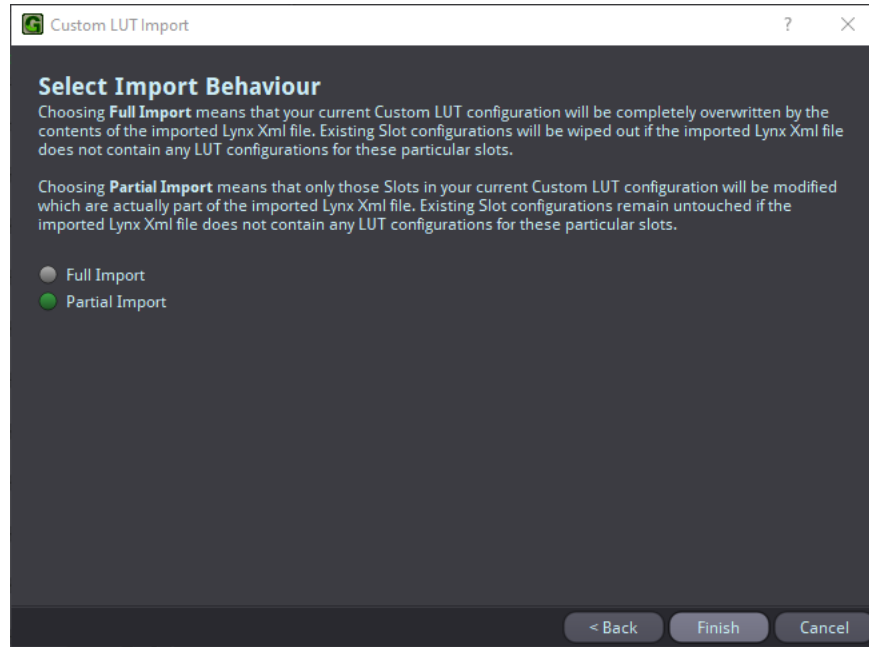 Custom LUT Import
?
Select Import Behaviour
Choosing Full Import means that your current Custom LUT configuration will be completely overwritten by the
contents of the imported Lynx Xml file. Existing Slot configurations will be wiped out if the imported Lynx Xml file
does not contain any LUT configurations for these particular slots.
Choosing Partial Import means that only those Slots in your current Custom LUT configuration will be modified
which are actually part of the imported Lynx Xml file. Existing Slot configurations remain untouched if the
imported Lynx Xml file does not contain any LUT configurations for these particular slots.
Full Import
Partial Import
< Back
Finish
Cancel